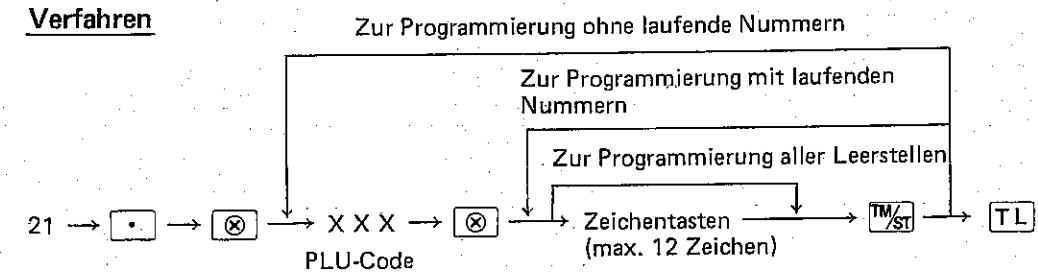 Verfahren
Zur Programmierung ohne laufende Nummern
Zur Programmierung mit laufenden
Nummern
Zur Programmierung aller Leerstellen
21 → · → ⊗ → X X X → ⊗ → Zeichentasten → TM/ST → TL
PLU-Code
(max. 12 Zeichen)